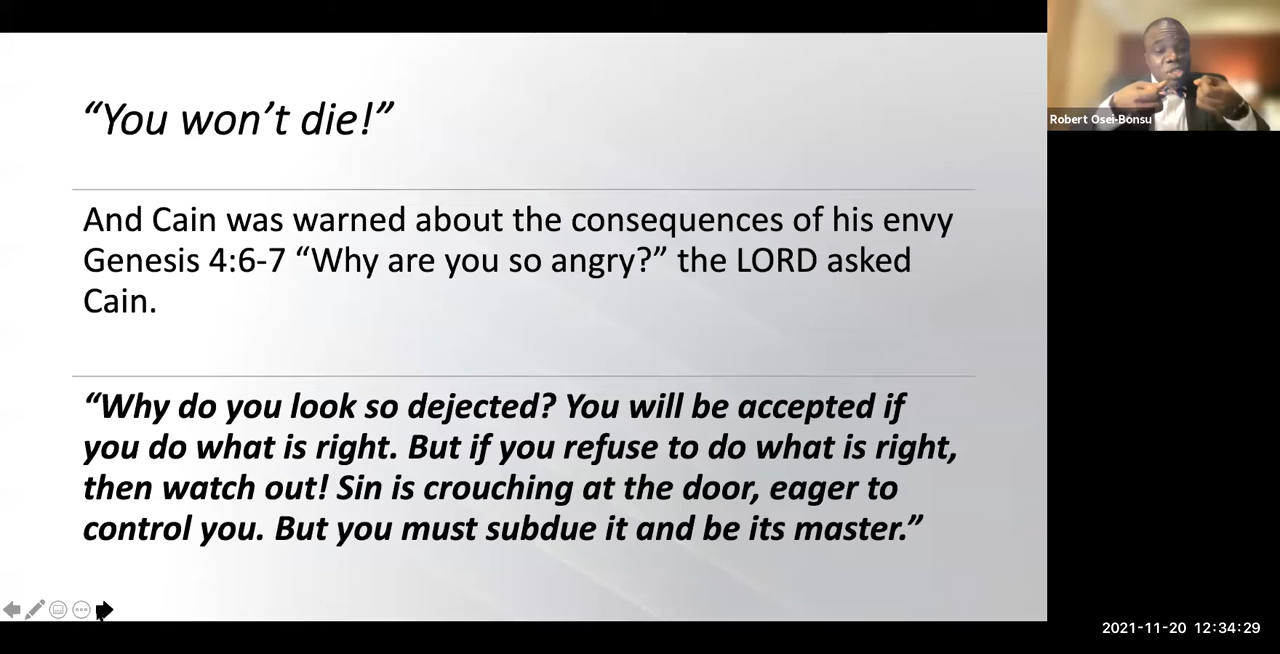 “You won’t die!”
And Cain was warned about the consequences of his envy
Genesis 4:6-7 “Why are you so angry?” the LORD asked
Cain.
“Why do you look so dejected? You will be accepted if
you do what is right. But if you refuse to do what is right,
then watch out! Sin is crouching at the door, eager to
control you. But you must subdue it and be its master.”
Robert Osei-Bonsu
2021-11-20 12:34:29